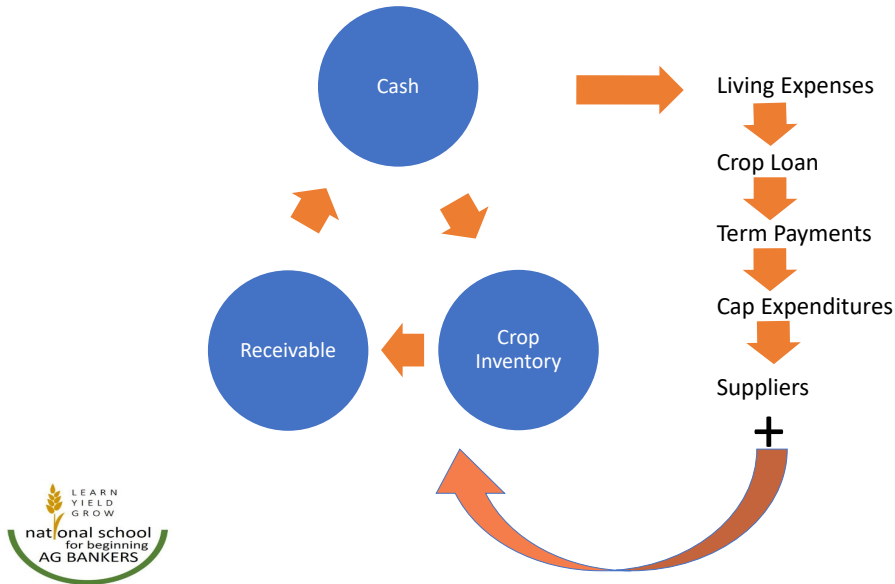 Cash
Living Expenses
Crop Loan
Term Payments
Cap Expenditures
Suppliers
+
Receivable
Crop
Inventory
LEARN
YIELD
GROW
national school
for beginning
AG BANKERS